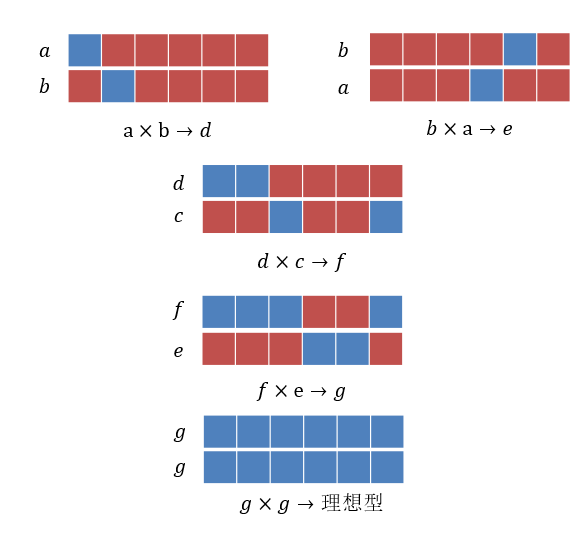 a
b
a × b → d
b
a
b × a → e
d
c
d × c → f
f
e
f × e → g
g
g
g × g → 理想型